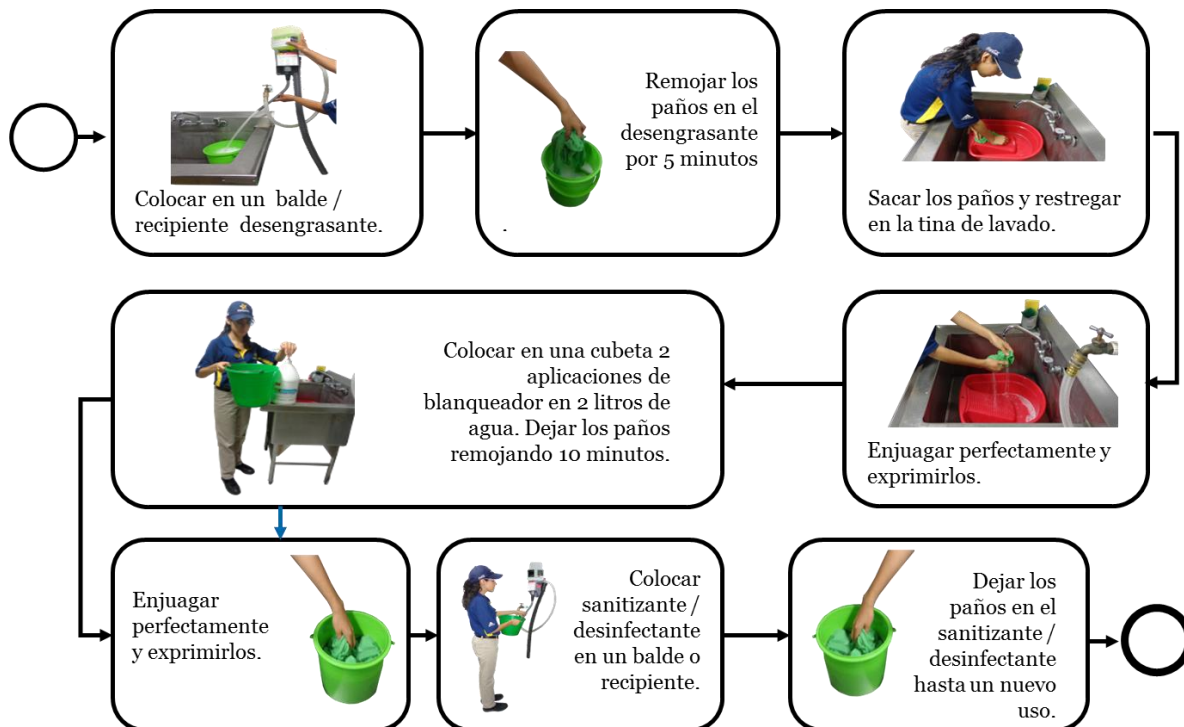 Colocar en un balde /
recipiente desengrasante.
Remojar los
paños en el
desengrasante
por 5 minutos
.
Sacar los paños y restregar
en la tina de lavado.
Enjuagar perfectamente y
exprimirlos.
Colocar en una cubeta 2
aplicaciones de
blanqueador en 2 litros de
agua. Dejar los paños
remojando 10 minutos.
Enjuagar
perfectamente
y exprimirlos.
Colocar
sanitizante /
desinfectante
en un balde o
recipiente.
Dejar los
paños en el
sanitizante /
desinfectante
hasta un nuevo
uso.